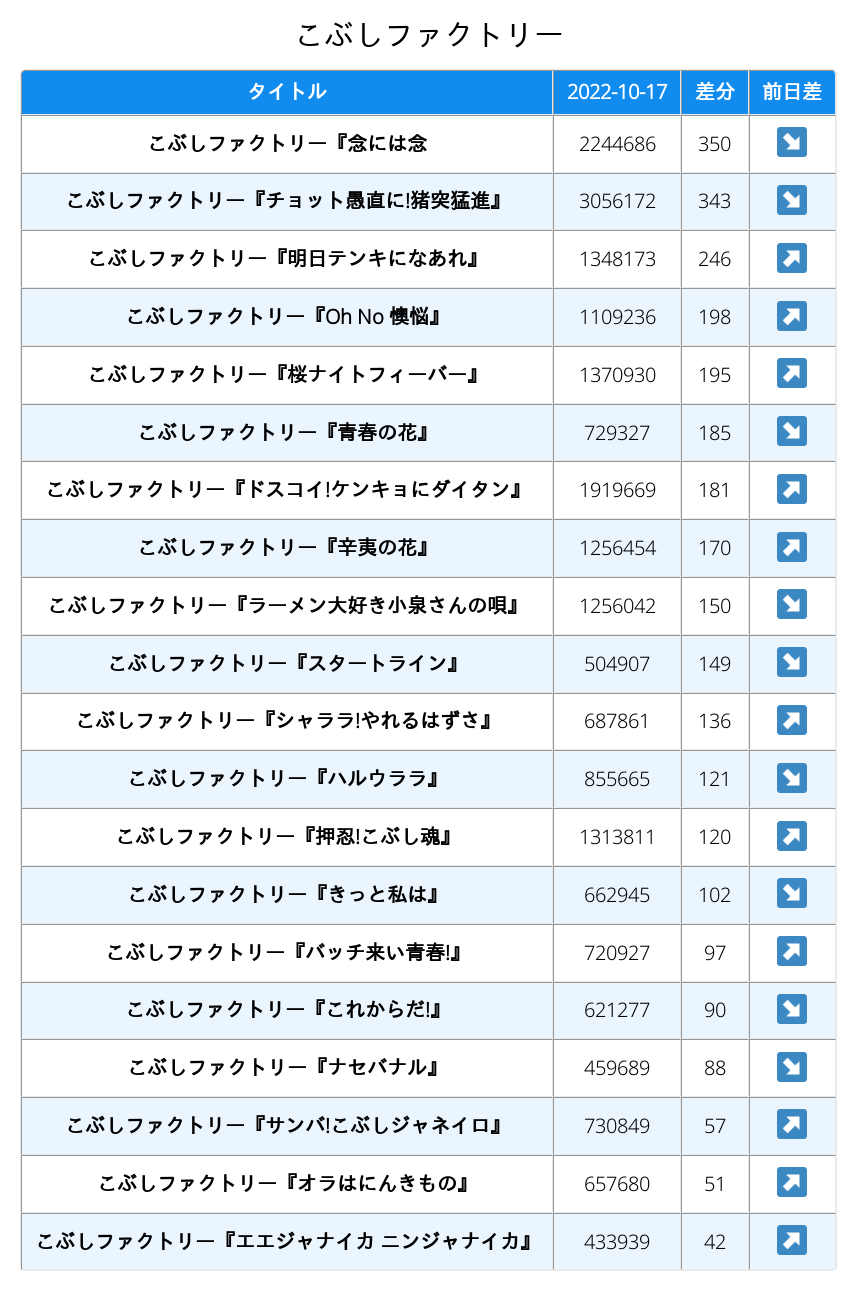 こぶしファクトリー
タイトル 2022-10-17 差分 前日差
こぶしファクトリー『念には念 2244686 350 ↘
こぶしファクトリー『チョット愚直に!猪突猛進』 3056172 343 ↘
こぶしファクトリー『明日テンキになあれ』 1348173 246 ↗
こぶしファクトリー『Oh No 懊悩』 1109236 198 ↗
こぶしファクトリー『桜ナイトフィーバー』 1370930 195 ↗
こぶしファクトリー『青春の花』 729327 185 ↘
こぶしファクトリー『ドスコイ!ケンキョにダイタン』 1919669 181 ↗
こぶしファクトリー『辛夷の花』 1256454 170 ↗
こぶしファクトリー『ラーメン大好き小泉さんの唄』 1256042 150 ↘
こぶしファクトリー『スタートライン』 504907 149 ↘
こぶしファクトリー『シャララ!やれるはずさ』 687861 136 ↗
こぶしファクトリー『ハルウララ』 855665 121 ↘
こぶしファクトリー『押忍!こぶし魂』 1313811 120 ↗
こぶしファクトリー『きっと私は』 662945 102 ↘
こぶしファクトリー『バッチ来い青春!』 720927 97 ↗
こぶしファクトリー『これからだ!』 621277 90 ↘
こぶしファクトリー『ナセバナル』 459689 88 ↘
こぶしファクトリー『サンバ!こぶしジャネイロ』 730849 57 ↗
こぶしファクトリー『オラはにんきもの』 657680 51 ↗
こぶしファクトリー『エエジャナイカ ニンジャナイカ』 433939 42 ↗